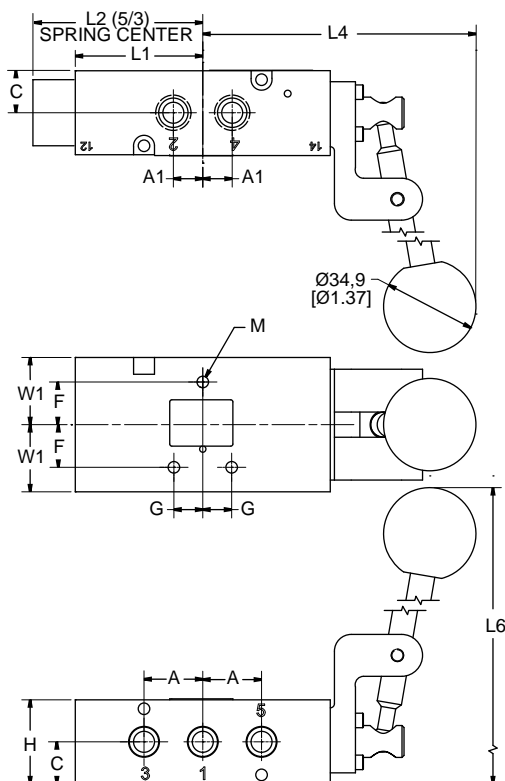 L2 (5/3)
SPRING CENTER
L4
L1
C
12
2
4
14
A1
A1
Ø34,9
[Ø1.37]
M
W1
F
W1
F
G
G
L6
A
A
H
5
C
3
1